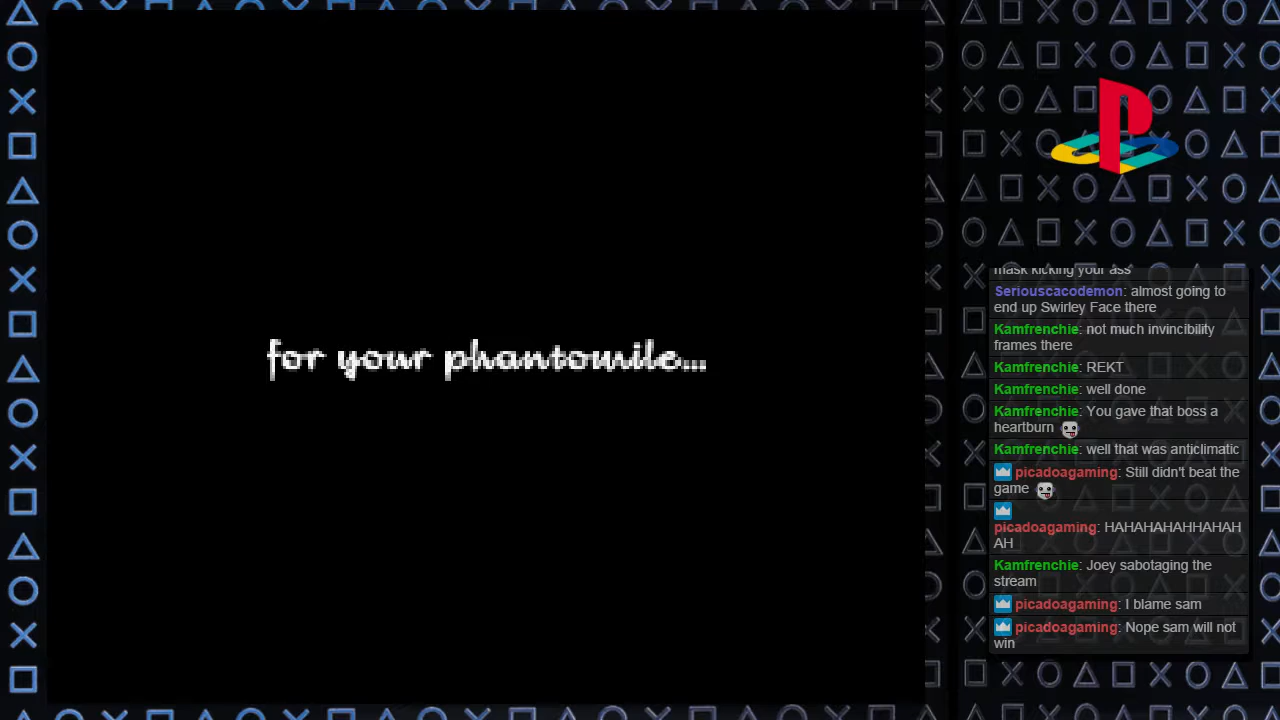 for your phantomile...
mask kicking your ass
Seriouscacodemon: almost going to
end up Swirley Face there
Kamfrenchie: not much invincibility
frames there
Kamfrenchie: REKT
Kamfrenchie: well done
Kamfrenchie: You gave that boss a
heartburn
Kamfrenchie: well that was anticlimatic
picadoagaming: Still didn't beat the
game
picadoagaming: HAHAHAHAHHAHAH
AH
Kamfrenchie: Joey sabotaging the
stream
picadoagaming: I blame sam
picadoagaming: Nope sam will not
win